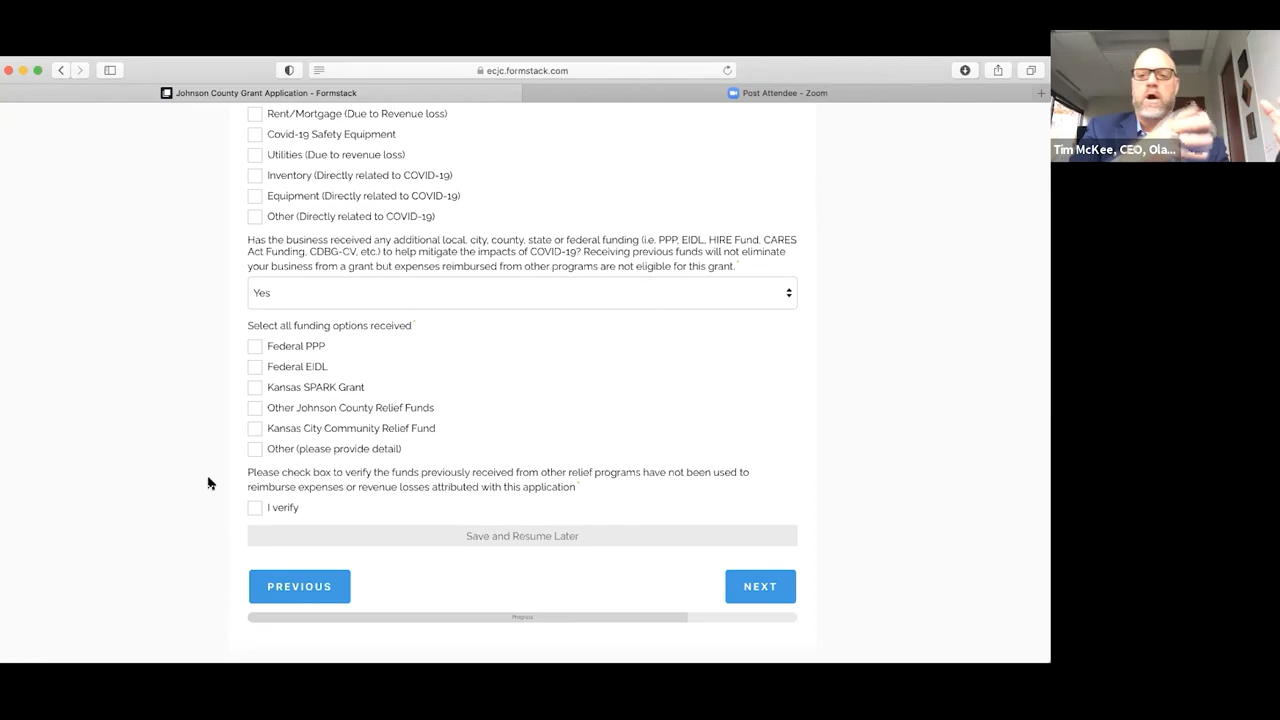 ecjc.formstack.com
Johnson County Grant Application - Formstack
Post Attendee - Zoom
Tim McKee, CEO, Ola...
Rent/Mortgage (Due to Revenue loss)
Covid-19 Safety Equipment
Utilities (Due to revenue loss)
Inventory (Directly related to COVID-19)
Equipment (Directly related to COVID-19)
Other (Directly related to COVID-19)
Has the business received any additional local, city, county, state or federal funding (i.e. PPP, EIDL, HIRE Fund, CARES
Act Funding, CDBG-CV, etc.) to help mitigate the impacts of COVID-19? Receiving previous funds will not eliminate
your business from a grant but expenses reimbursed from other programs are not eligible for this grant.*
Yes
Select all funding options received*
Federal PPP
Federal EIDL
Kansas SPARK Grant
Other Johnson County Relief Funds
Kansas City Community Relief Fund
Other (please provide detail)
Please check box to verify the funds previously received from other relief programs have not been used to
reimburse expenses or revenue losses attributed with this application*
I verify
Save and Resume Later
PREVIOUS
NEXT
Progress